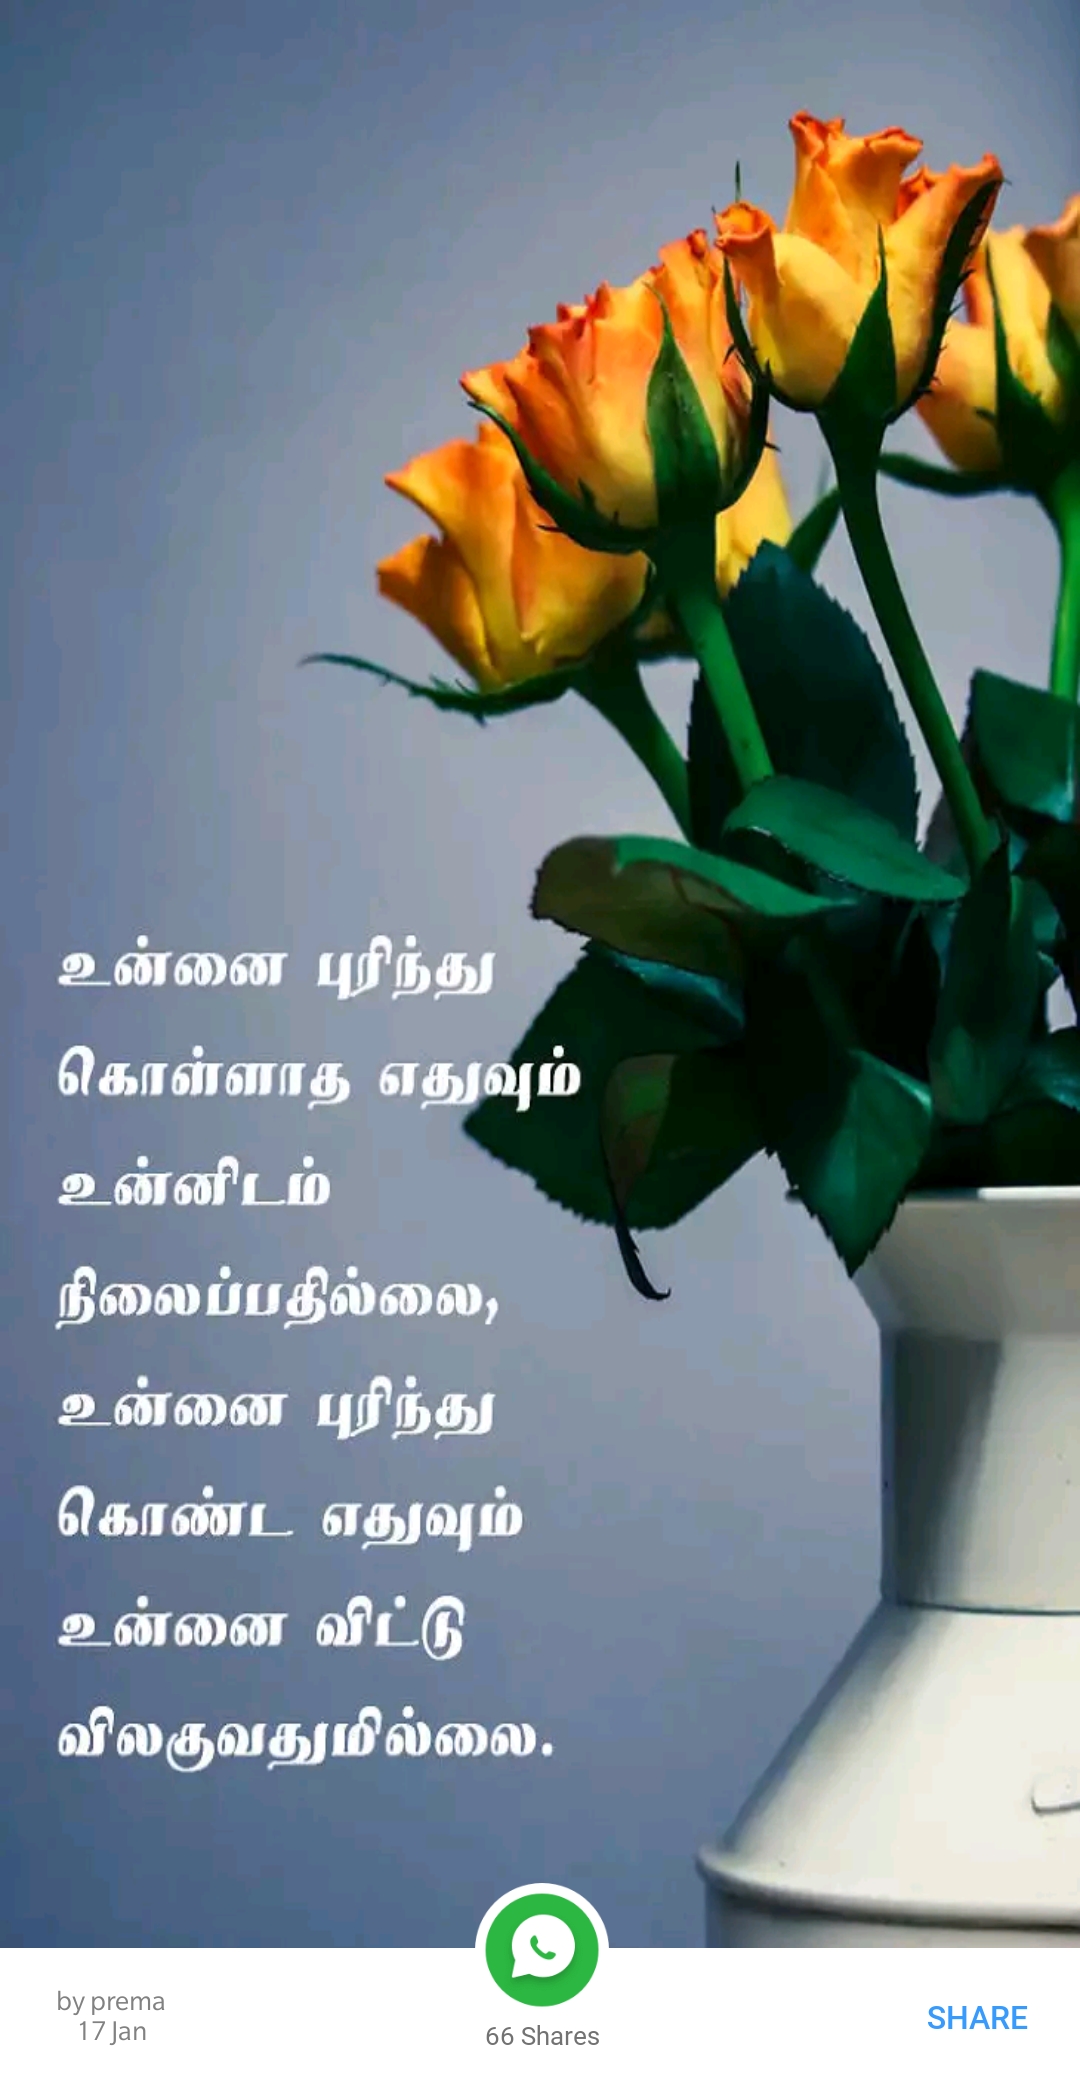 உன்னை புரிந்து
கொள்ளாத எதுவும்
உன்னிடம்
நிலைப்பதில்லை,
உன்னை புரிந்து
கொண்ட எதுவும்
உன்னை விட்டு
விலகுவதுமில்லை.
by prema
17 Jan
66 Shares
SHARE